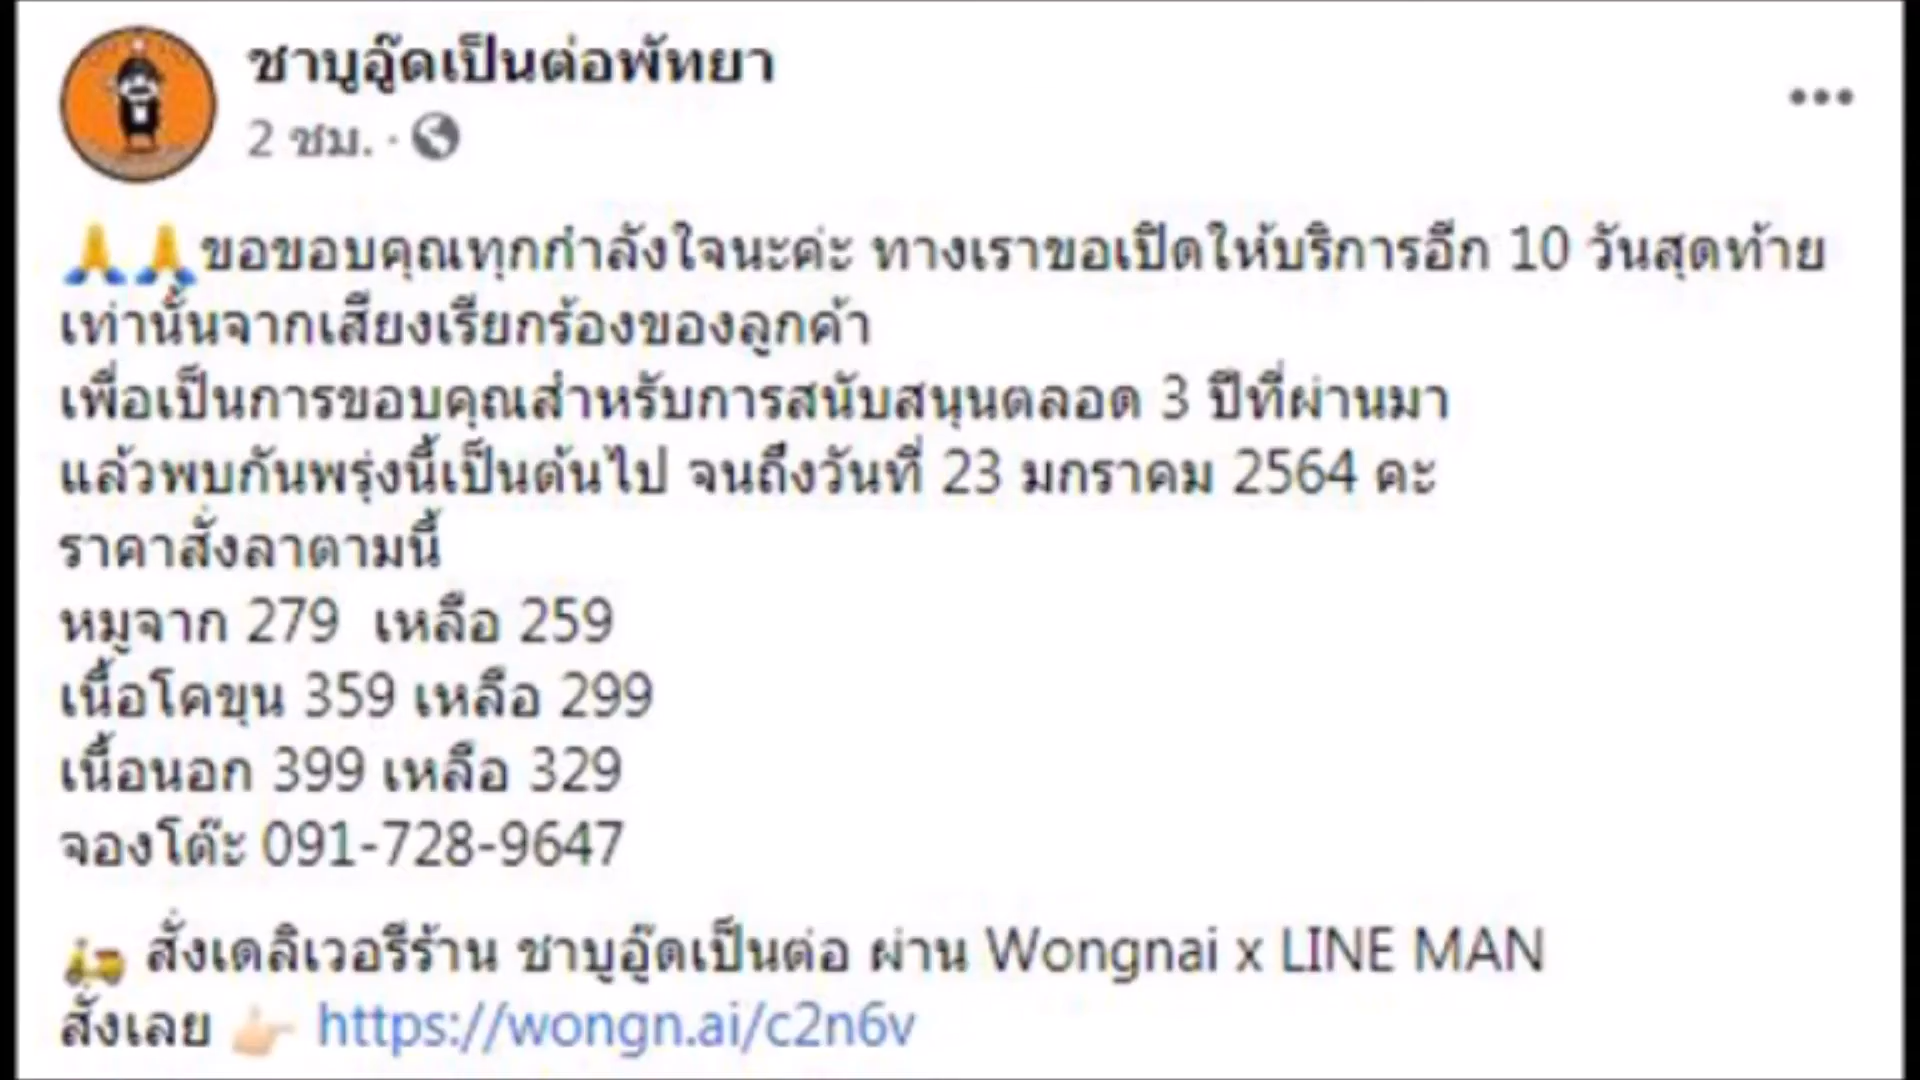 ชาบูอู๊ดเป็นต่อพัทยา
2 ชม. ·
🙏🙏ขอขอบคุณทุกกำลังใจนะค่ะ ทางเราขอเปิดให้บริการอีก 10 วันสุดท้าย
เท่านั้นจากเสียงเรียกร้องของลูกค้า
เพื่อเป็นการขอบคุณสำหรับการสนับสนุนตลอด 3 ปีที่ผ่านมา
แล้วพบกันพรุ่งนี้เป็นต้นไป จนถึงวันที่ 23 มกราคม 2564 คะ
ราคาสั่งลาตามนี้
หมูจาก 279 เหลือ 259
เนื้อโคขุน 359 เหลือ 299
เนื้อนอก 399 เหลือ 329
จองโต๊ะ 091-728-9647
🛵 สั่งเดลิเวอรีร้าน ชาบูอู๊ดเป็นต่อ ผ่าน Wongnai x LINE MAN
สั่งเลย 👉🏻 https://wongn.ai/c2n6v